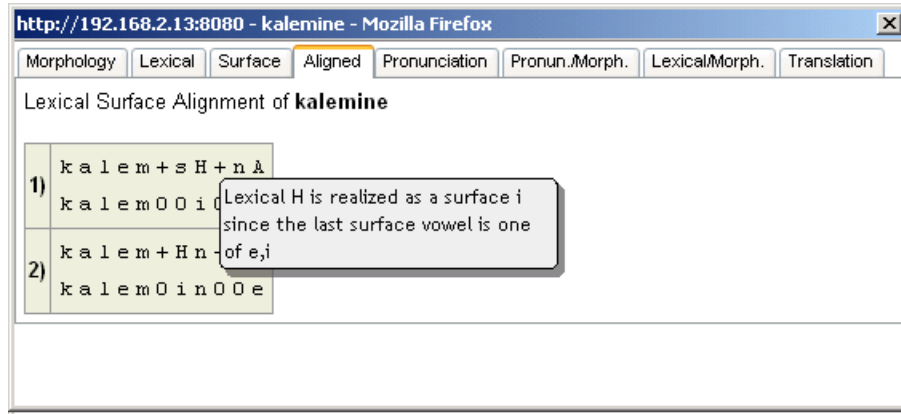 http://192.168.2.13:8080 - kalemine - Mozilla Firefox
Morphology Lexical Surface Aligned Pronunciation Pronun./Morph. Lexical/Morph. Translation
Lexical Surface Alignment of kalemine
1) k a l e m + s H + n A
k a l e m 0 0 i 0
Lexical H is realized as a surface i
since the last surface vowel is one
of e,i
2) k a l e m + H n
k a l e m 0 i n 0 0 e